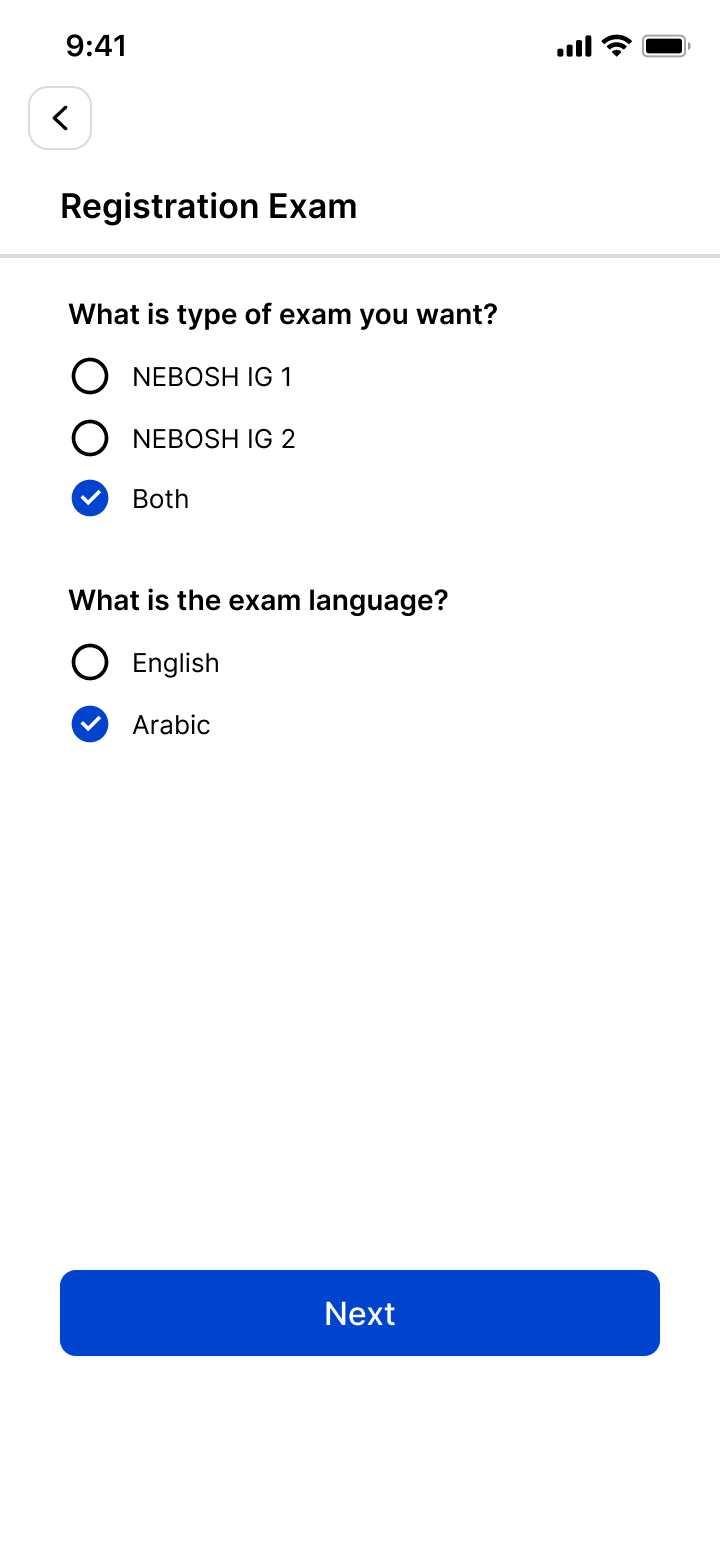 9:41
Registration Exam
What is type of exam you want?
NEBOSH IG 1
NEBOSH IG 2
Both
What is the exam language?
English
Arabic
Next